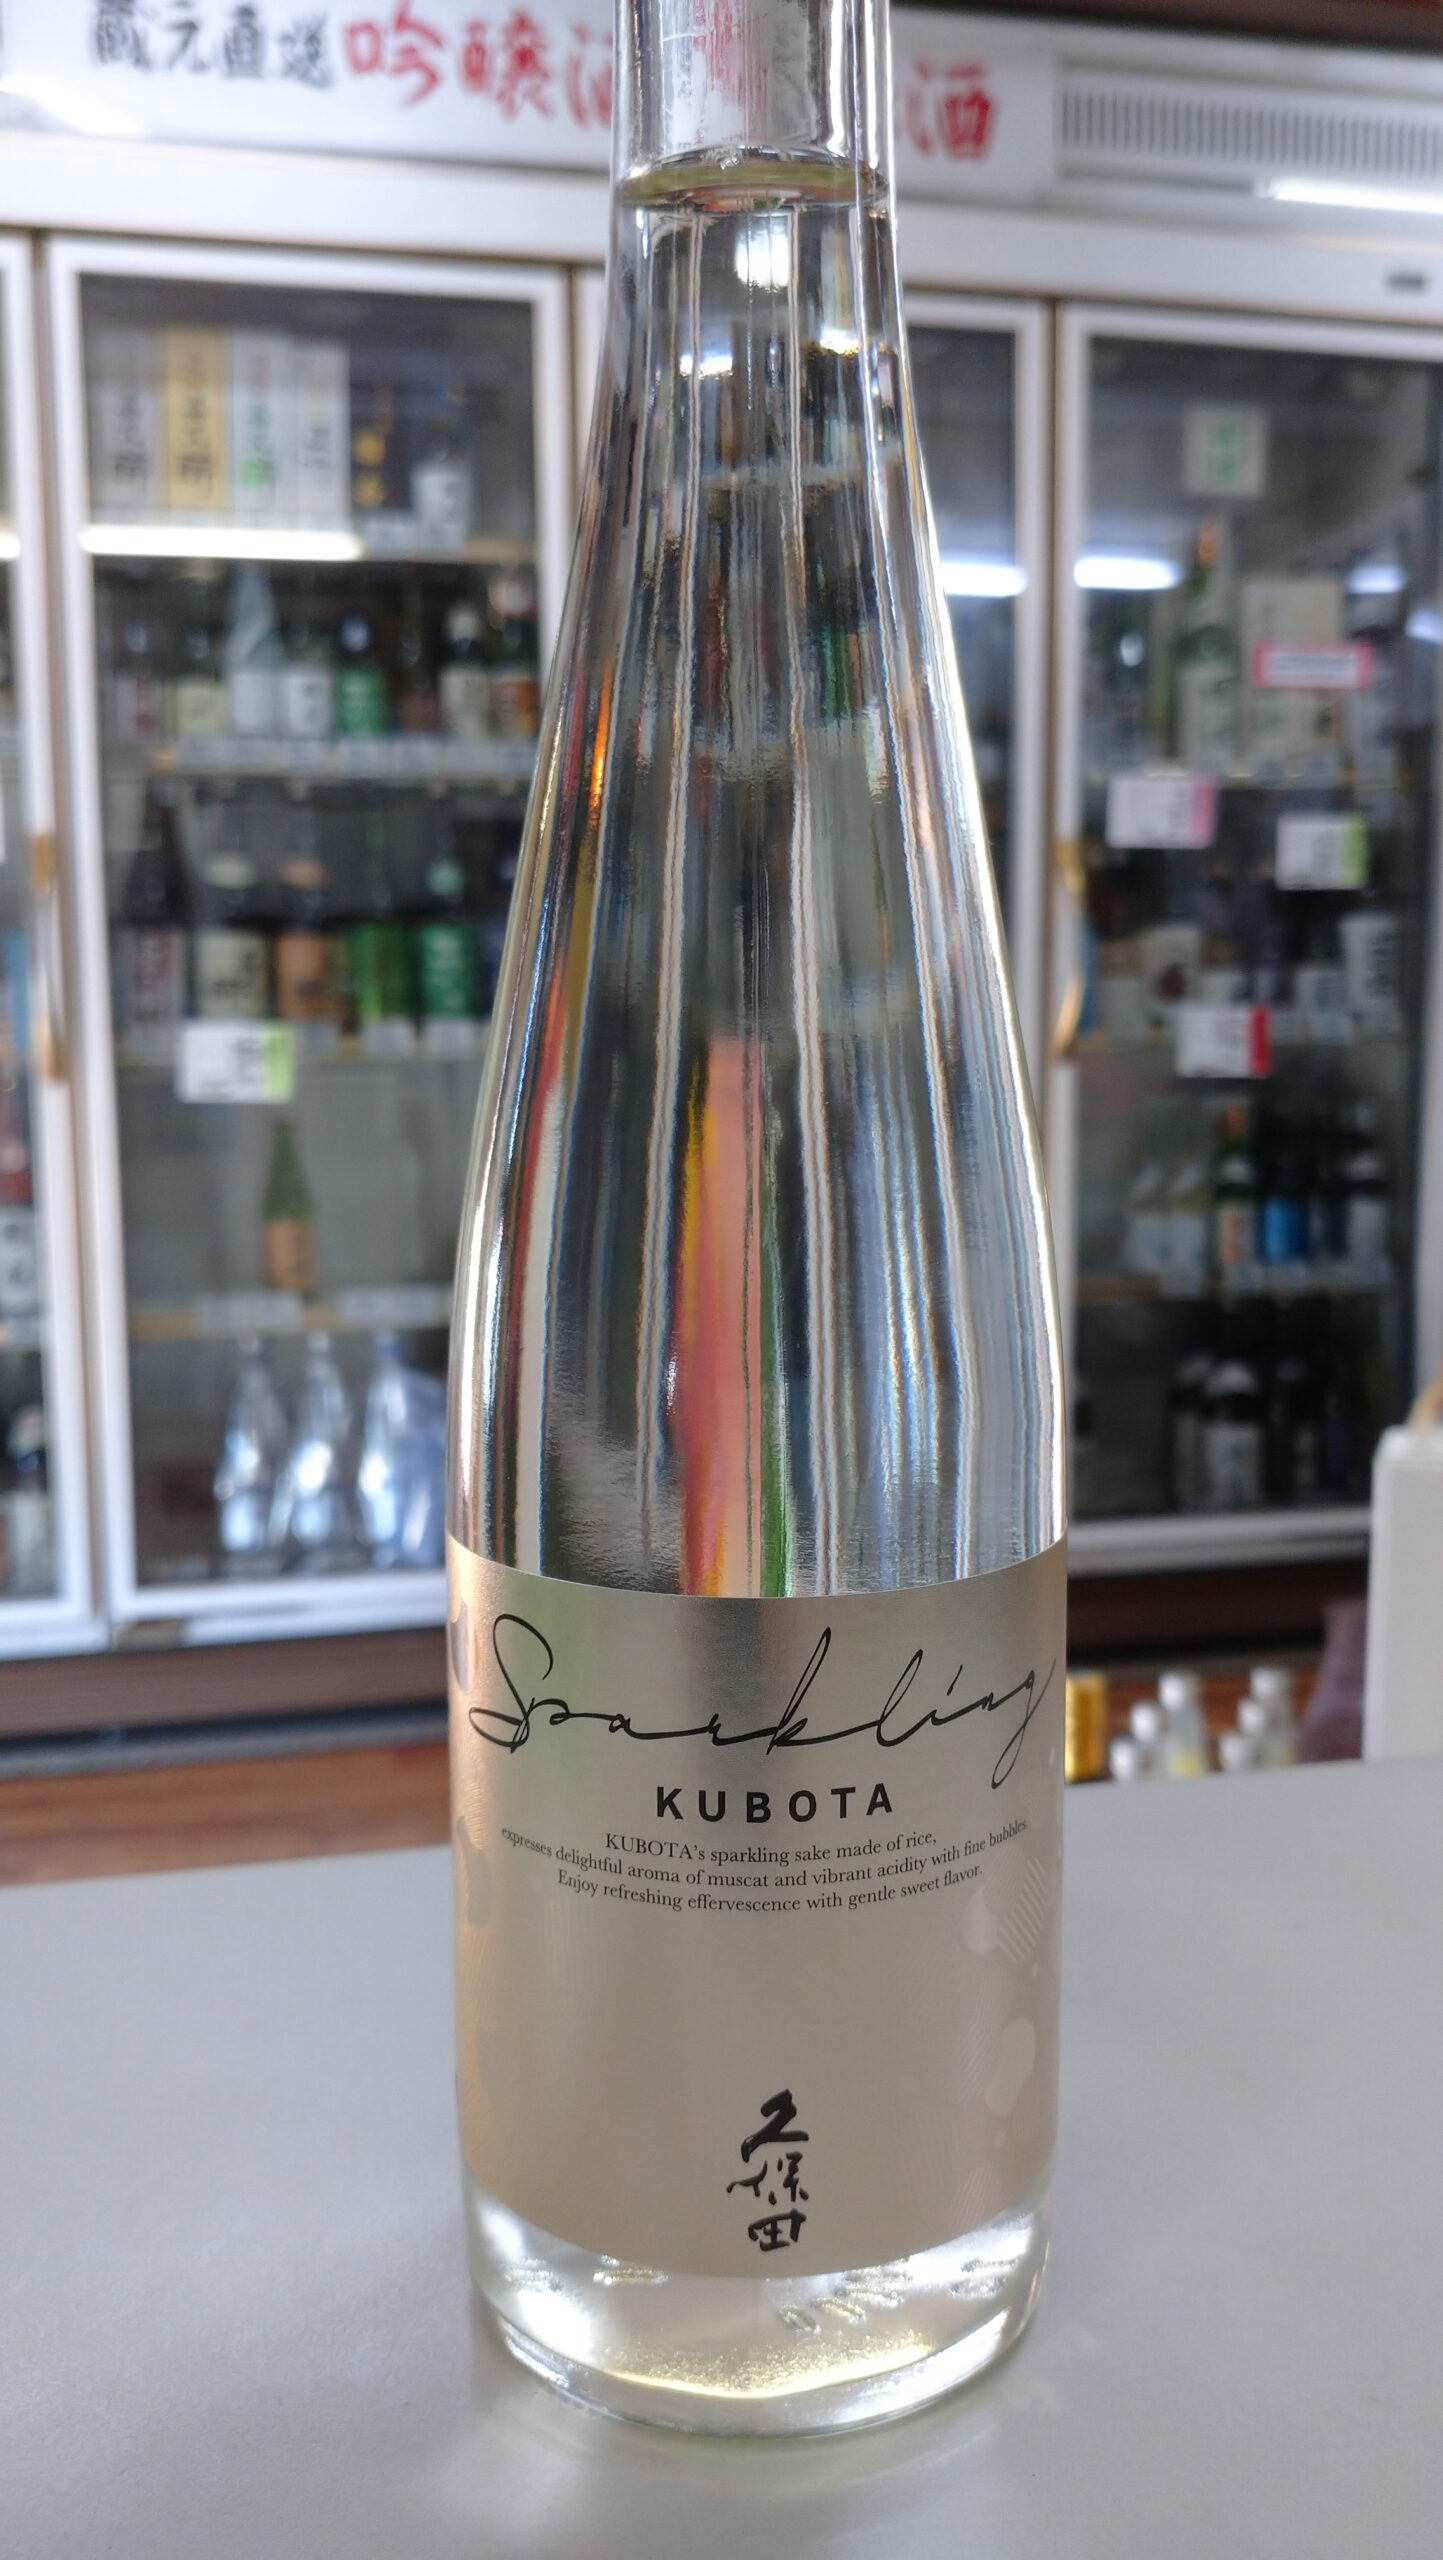 蔵元直送 吟醸酒
酒
Sparkling
KUBOTA
KUBOTA's sparkling sake made of rice,
expresses delightful aroma of muscat and vibrant acidity with fine bubbles.
Enjoy refreshing effervescence with gentle sweet flavor.
久保田